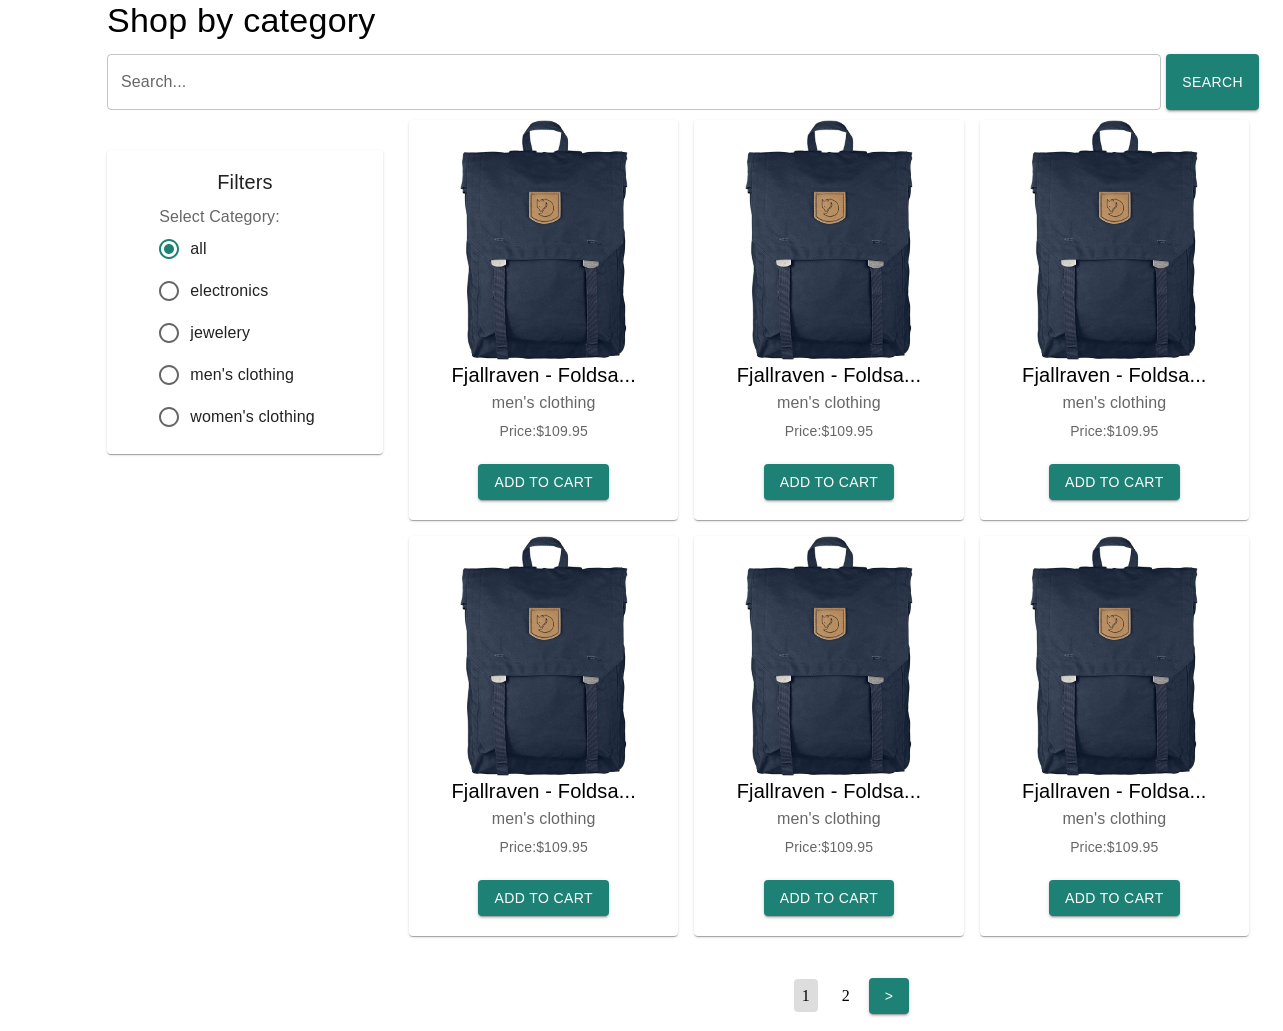 Shop by category
Search...
SEARCH
Filters
Select Category:
all
electronics
jewelery
men's clothing
women's clothing
Fjallraven - Foldsa...
men's clothing
Price:$109.95
ADD TO CART
Fjallraven - Foldsa...
men's clothing
Price:$109.95
ADD TO CART
Fjallraven - Foldsa...
men's clothing
Price:$109.95
ADD TO CART
Fjallraven - Foldsa...
men's clothing
Price:$109.95
ADD TO CART
Fjallraven - Foldsa...
men's clothing
Price:$109.95
ADD TO CART
Fjallraven - Foldsa...
men's clothing
Price:$109.95
ADD TO CART
1 2 >